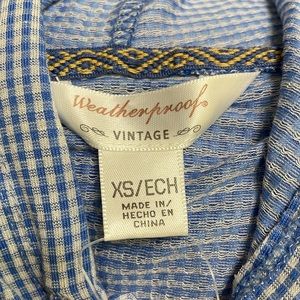 Weatherproof
VINTAGE
XS/ECH
MADE IN/
HECHO EN
CHINA